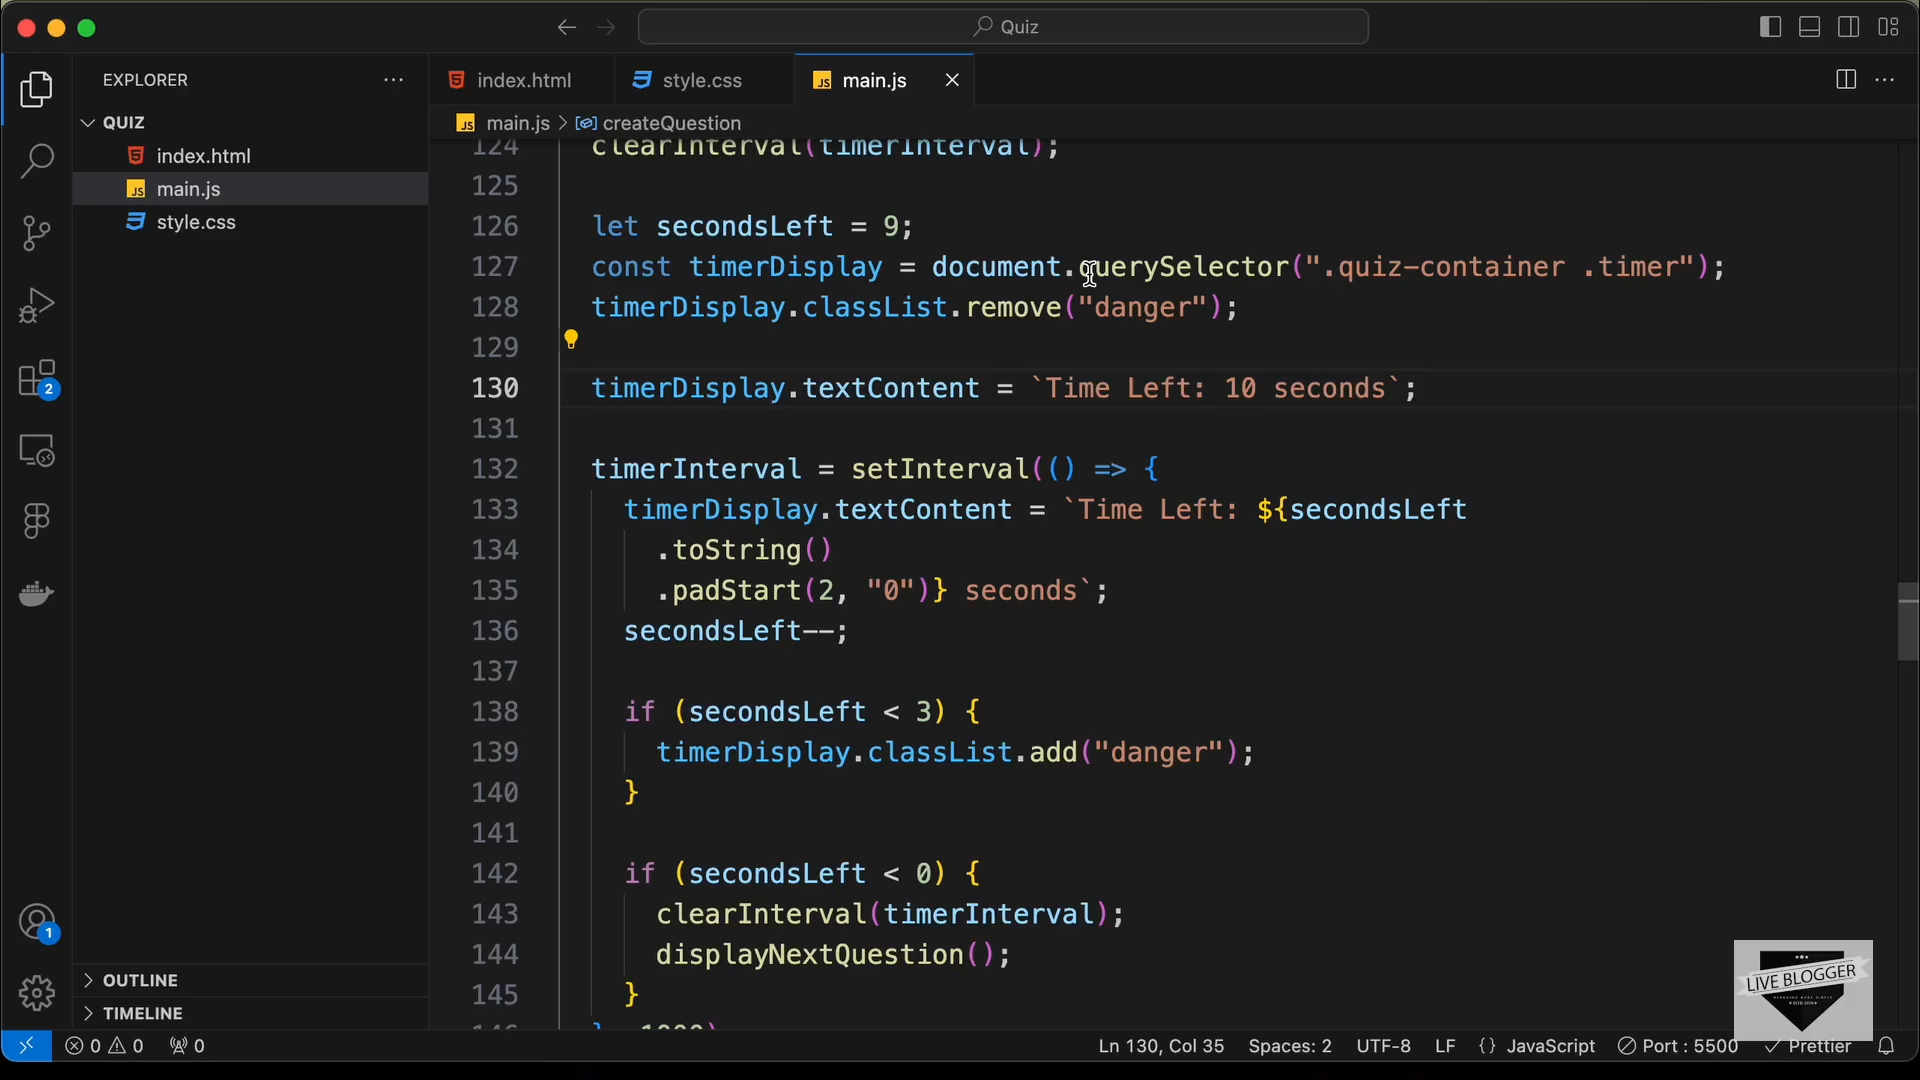 Quiz
EXPLORER
index.html
style.css
main.js
QUIZ
main.js > createQuestion
index.html
main.js
style.css
124 clearInterval(timerInterval);
125
126 let secondsLeft = 9;
127 const timerDisplay = document.querySelector(".quiz-container .timer");
128 timerDisplay.classList.remove("danger");
129
130 timerDisplay.textContent = `Time Left: 10 seconds`;
131
132 timerInterval = setInterval(() => {
133 timerDisplay.textContent = `Time Left: ${secondsLeft
134 .toString()
135 .padStart(2, "0")} seconds`;
136 secondsLeft--;
137
138 if (secondsLeft < 3) {
139 timerDisplay.classList.add("danger");
140 }
141
142 if (secondsLeft < 0) {
143 clearInterval(timerInterval);
144 displayNextQuestion();
145 }
146 }, 1000)
2
1
OUTLINE
TIMELINE
LIVE BLOGGER
0 0 0
Ln 130, Col 35 Spaces: 2 UTF-8 LF {} JavaScript Port : 5500 Prettier